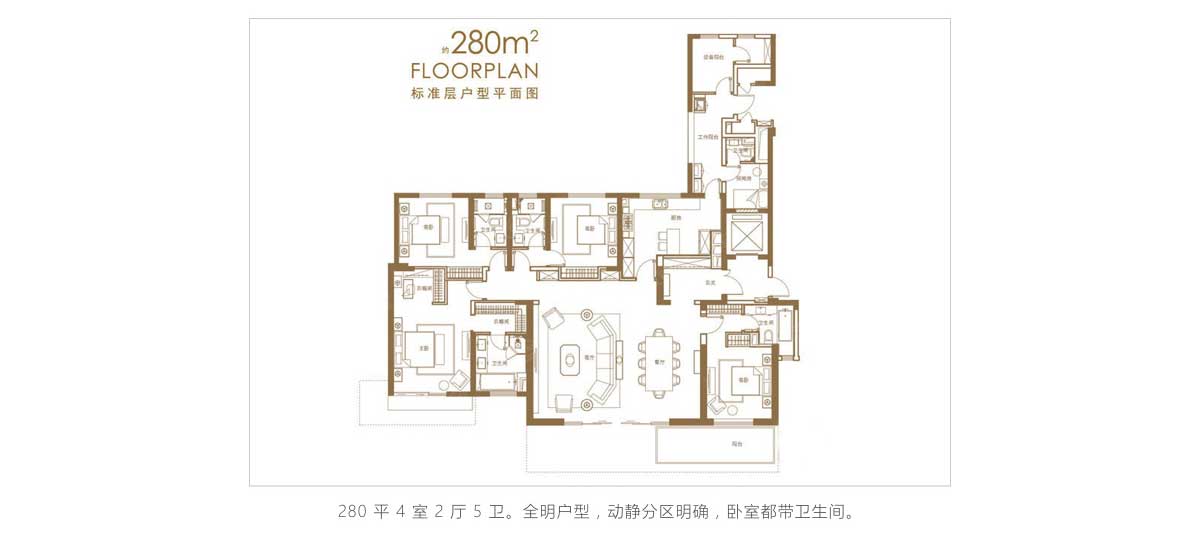 约280m²
FLOORPLAN
标准层户型平面图
设备阳台
工作阳台
卫生间
保姆房
客卧
卫生间
卫生间
客卧
厨房
玄关
衣帽间
衣帽间
卫生间
主卧
客厅
餐厅
卫生间
客卧
阳台
280 平 4 室 2 厅 5 卫。全明户型，动静分区明确，卧室都带卫生间。